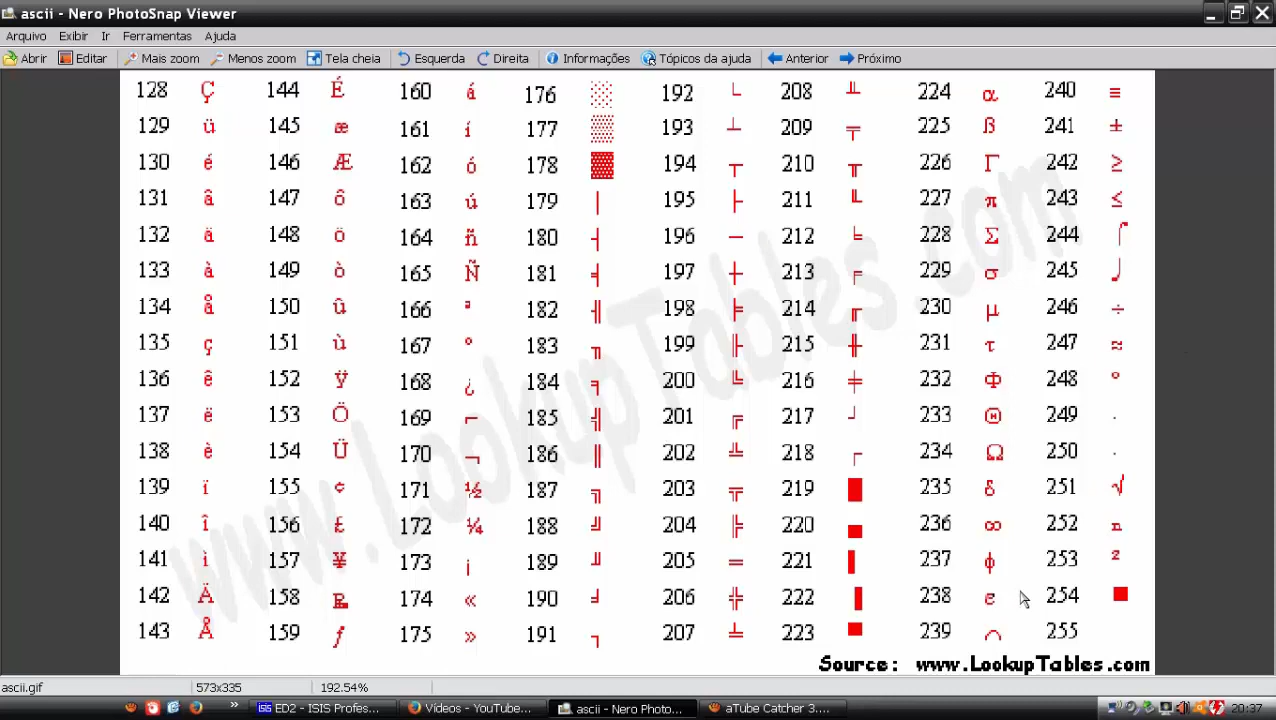 ascii - Nero PhotoSnap Viewer
Arquivo Exibir Ir Ferramentas Ajuda
Abrir Editar Mais zoom Menos zoom Tela cheia Esquerda Direita Informações Tópicos da ajuda Anterior Próximo
128 Ç 144 É 160 á 176 ░ 192 └ 208 ╨ 224 α 240 ≡
129 ü 145 æ 161 í 177 ▒ 193 ┴ 209 ╤ 225 ß 241 ±
130 é 146 Æ 162 ó 178 ▓ 194 ┬ 210 ╥ 226 Γ 242 ≥
131 â 147 ô 163 ú 179 │ 195 ├ 211 ╙ 227 π 243 ≤
132 ä 148 ö 164 ñ 180 ┤ 196 ─ 212 ╘ 228 Σ 244 ⌠
133 à 149 ò 165 Ñ 181 ╡ 197 ┼ 213 ╒ 229 σ 245 ⌡
134 å 150 û 166 ª 182 ╢ 198 ╞ 214 ╓ 230 µ 246 ÷
135 ç 151 ù 167 º 183 ╖ 199 ╟ 215 ╫ 231 τ 247 ≈
136 ê 152 ÿ 168 ¿ 184 ╕ 200 ╚ 216 ╪ 232 Φ 248 °
137 ë 153 Ö 169 ⌐ 185 ╣ 201 ╔ 217 ┘ 233 Θ 249 ·
138 è 154 Ü 170 ¬ 186 ║ 202 ╩ 218 ┌ 234 Ω 250 ·
139 ï 155 ¢ 171 ½ 187 ╗ 203 ╦ 219 █ 235 δ 251 √
140 î 156 £ 172 ¼ 188 ╝ 204 ╠ 220 ▄ 236 ∞ 252 ⁿ
141 ì 157 ¥ 173 ¡ 189 ╜ 205 ═ 221 ▌ 237 φ 253 ²
142 Ä 158 ₧ 174 « 190 ╛ 206 ╬ 222 ▐ 238 ε 254 ■
143 Å 159 ƒ 175 » 191 ┐ 207 ╧ 223 ▀ 239 ∩ 255
www.LookupTables.com
Source: www.LookupTables.com
ascii.gif 573x335 192.54%
ED2 - ISIS Profess... Vídeos - YouTube... ascii - Nero Photo... aTube Catcher 3.... 20:37